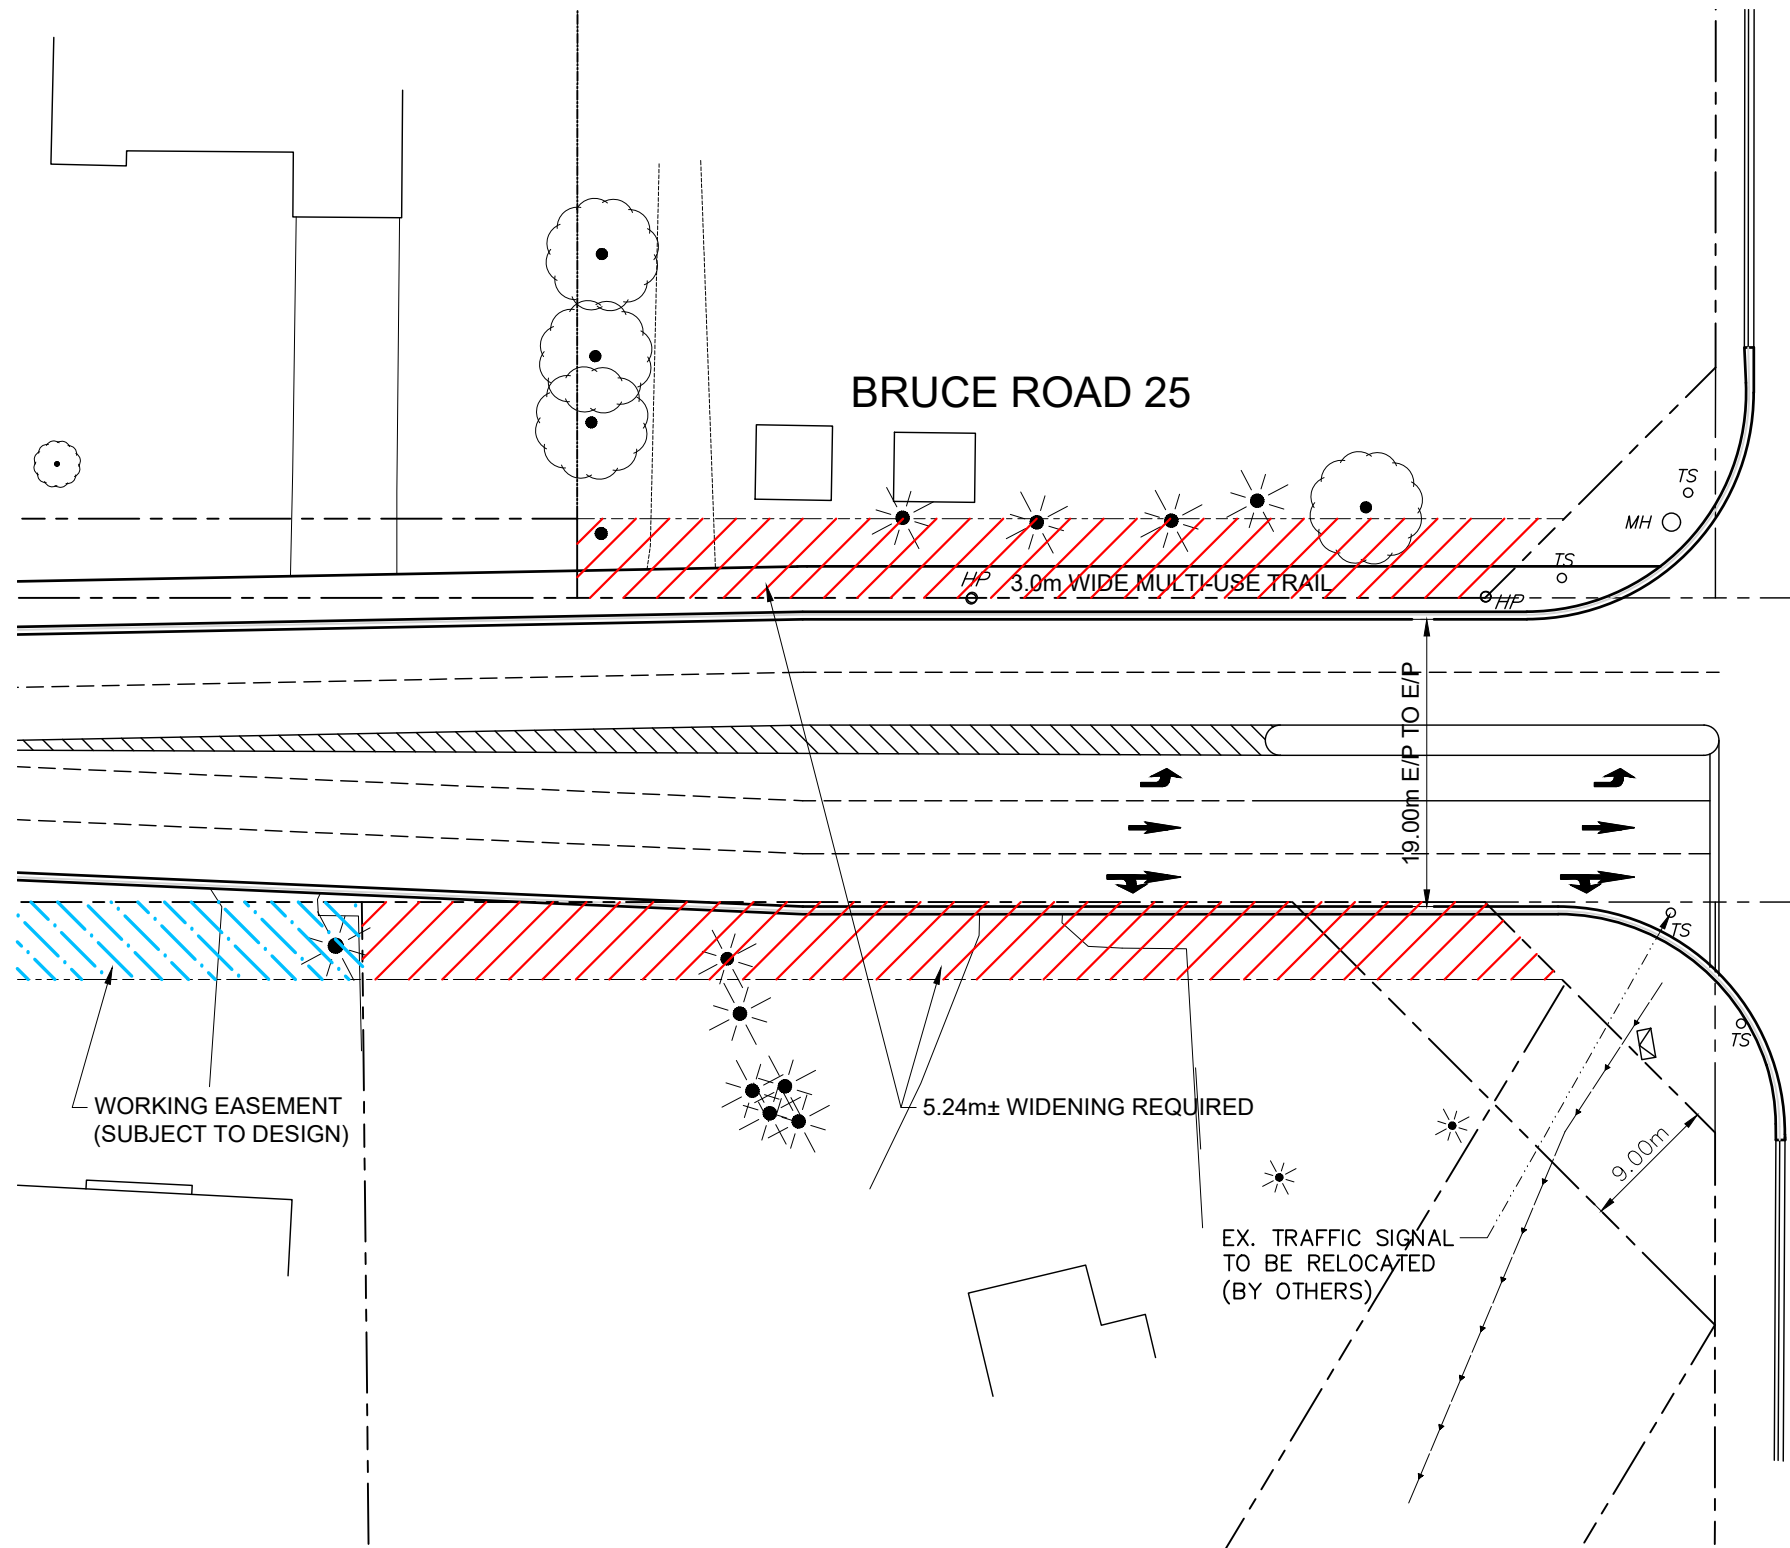 BRUCE ROAD 25
TS
MH
TS
HP
3.0m WIDE MULTI-USE TRAIL
HP
19.00m E/P TO E/P
TS
TS
WORKING EASEMENT
(SUBJECT TO DESIGN)
5.24m± WIDENING REQUIRED
9.00m
EX. TRAFFIC SIGNAL
TO BE RELOCATED
(BY OTHERS)